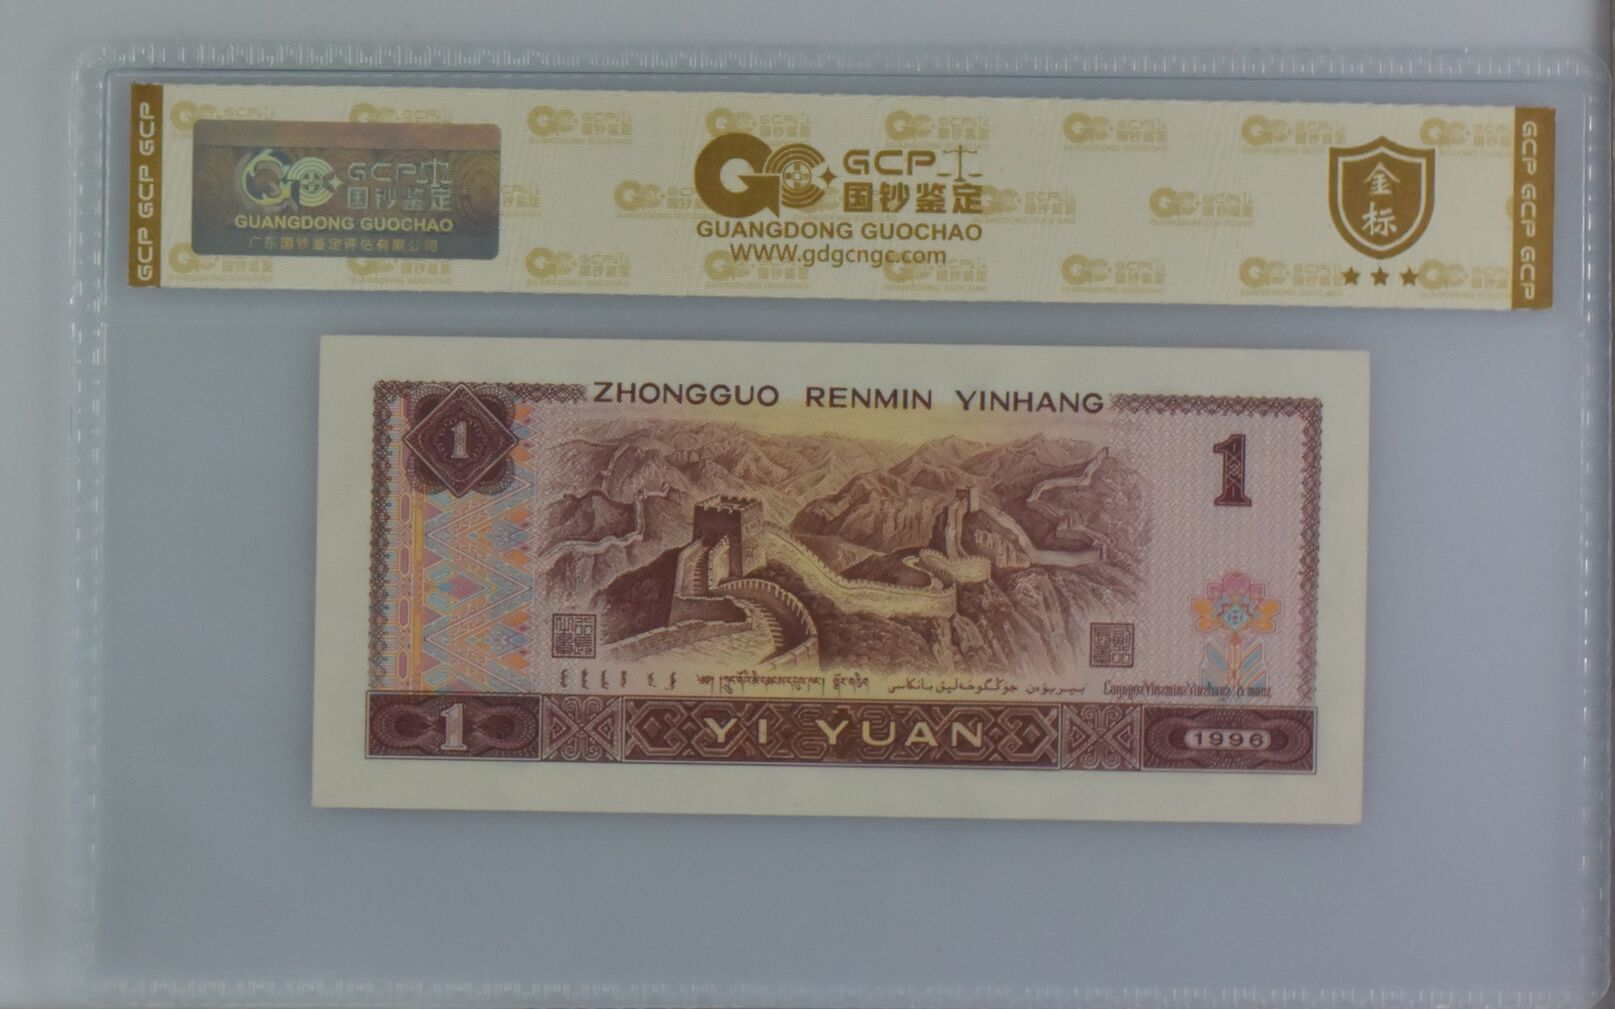 GCP GCP GCP
GCP
国钞鉴定
GUANGDONG GUOCHAO
广东国钞鉴定评估有限公司
GCP
国钞鉴定
GUANGDONG GUOCHAO
WWW.gdgcngc.com
金标
GCP GCP GCP
ZHONGGUO RENMIN YINHANG
1
1
1
YI YUAN
1996